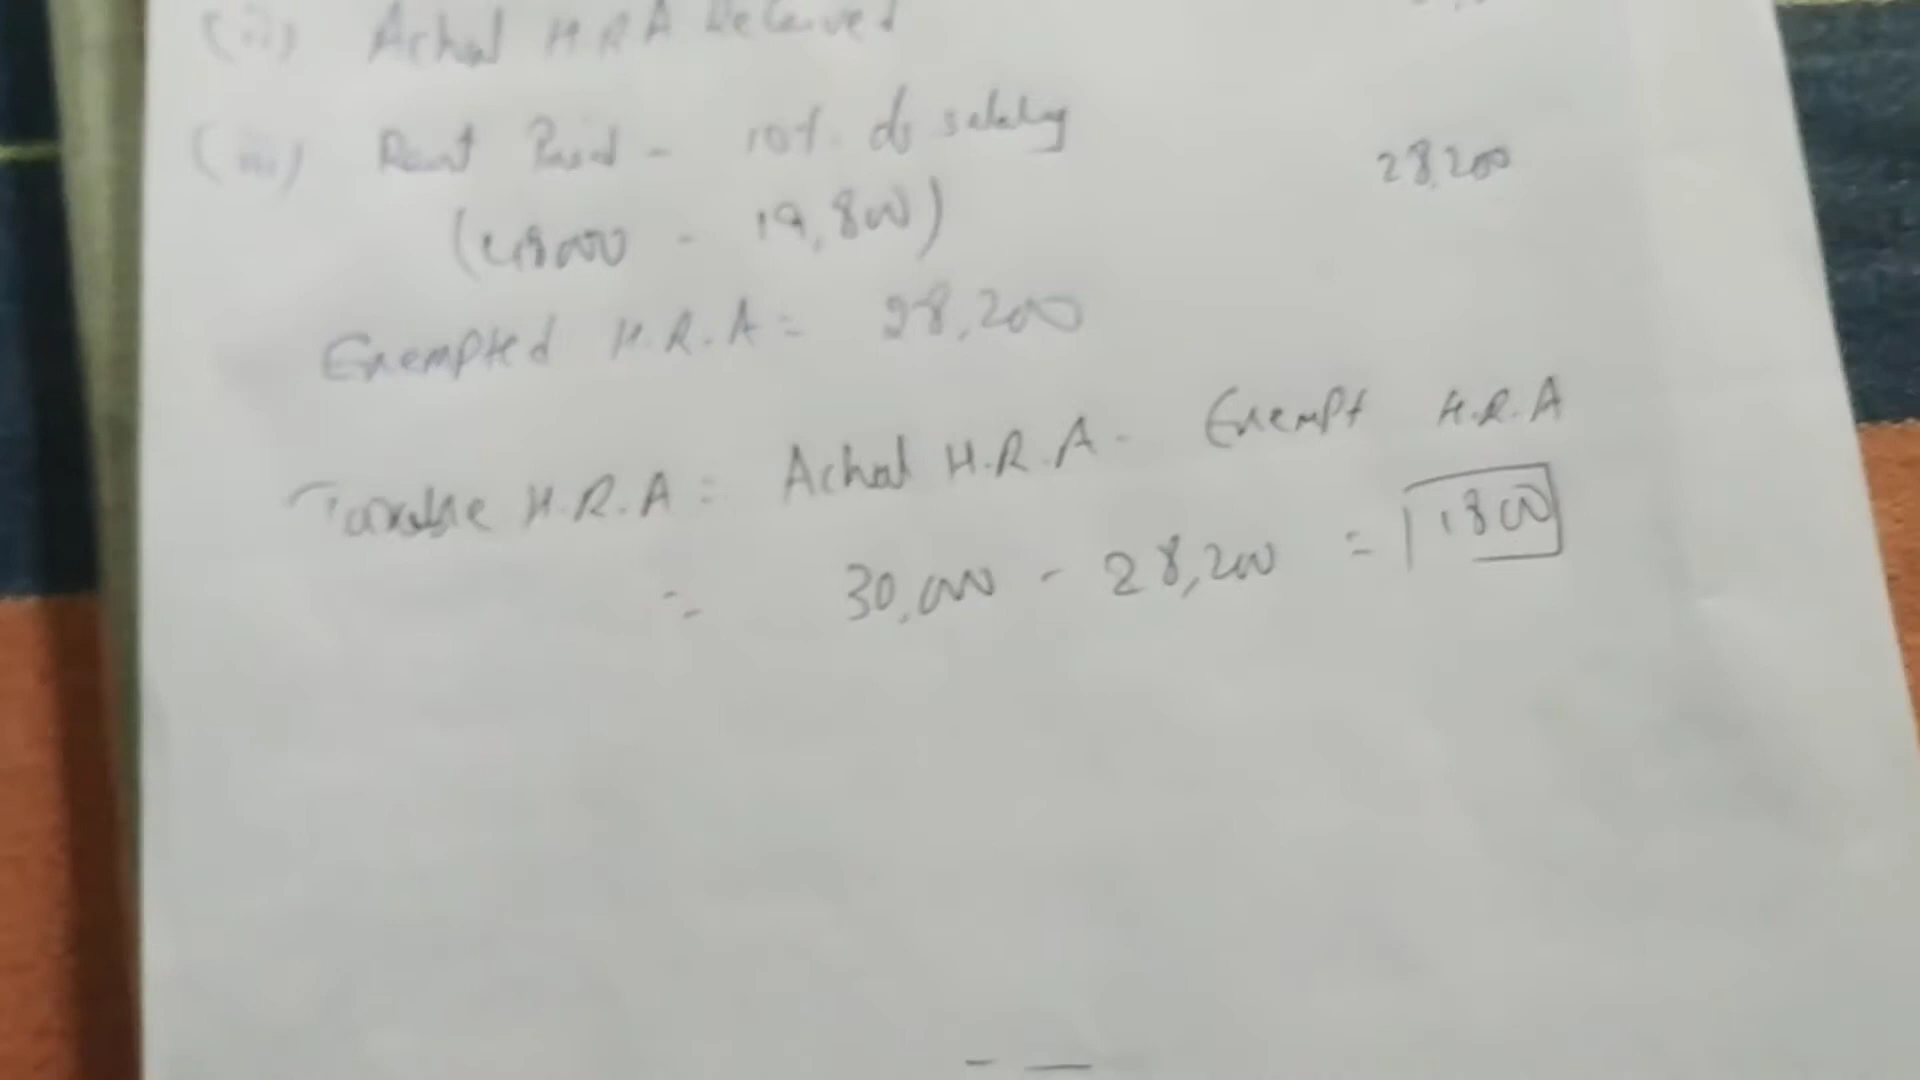 (ii) Actual H.R.A Received
(iii) Rent Paid - 10%. of salary 28,200
(48000 - 19,800)
Exempted H.R.A = 28,200
Taxable H.R.A = Actual H.R.A - Exempt H.R.A
= 30,000 - 28,200 = 1800